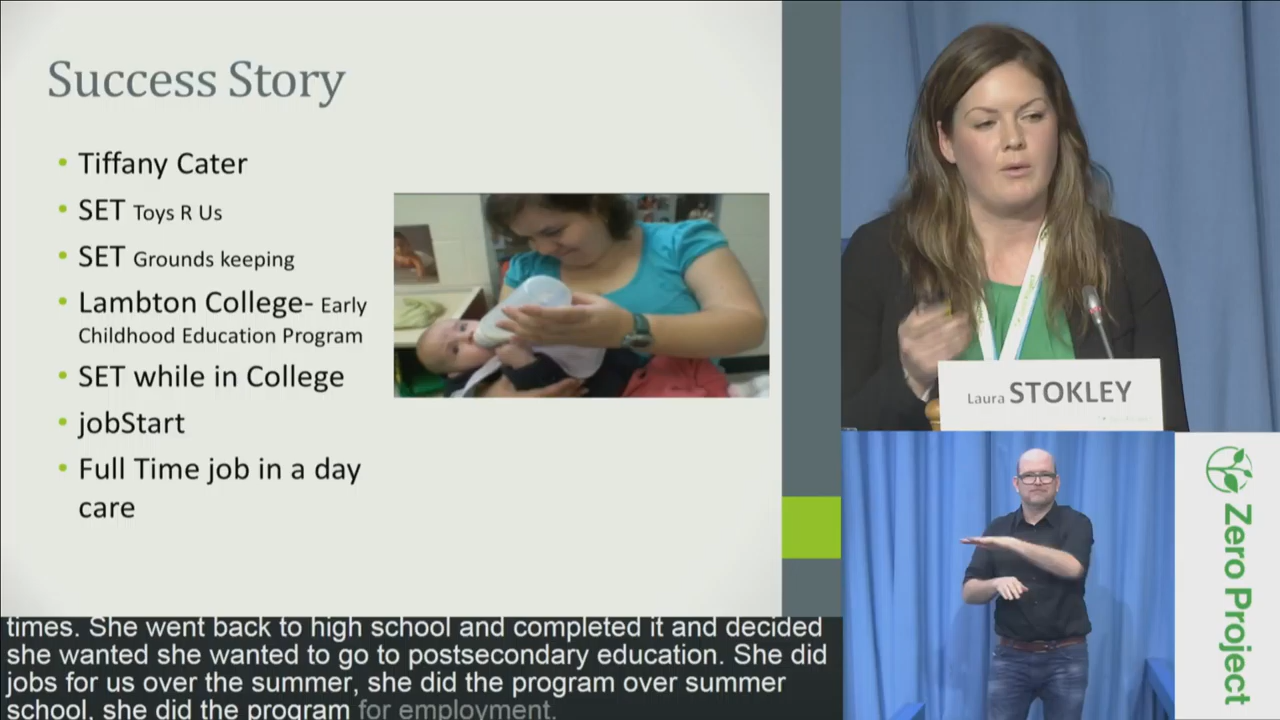 Success Story
• Tiffany Cater
• SET Toys R Us
• SET Grounds keeping
• Lambton College- Early
Childhood Education Program
• SET while in College
• jobStart
• Full Time job in a day
care
Laura STOKLEY
Zero Project
times. She went back to high school and completed it and decided
she wanted she wanted to go to postsecondary education. She did
jobs for us over the summer, she did the program over summer
school, she did the program for employment.